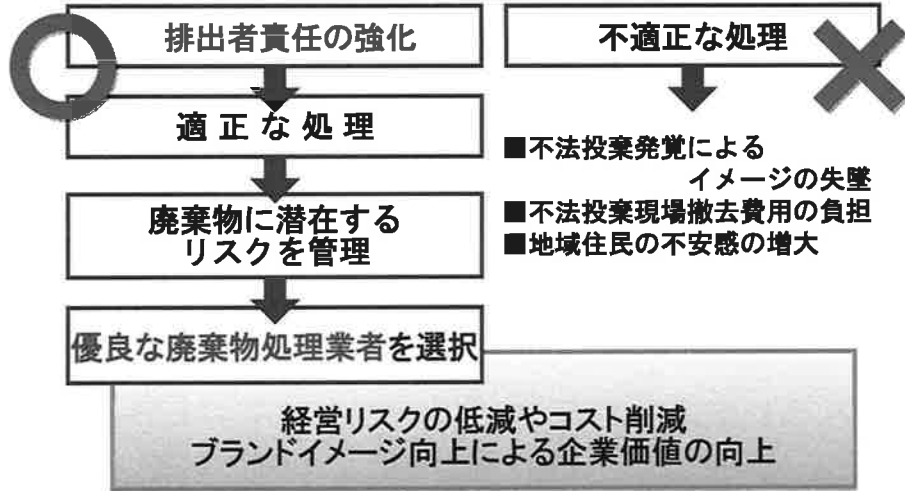 排出者責任の強化
適正な処理
廃棄物に潜在する
リスクを管理
優良な廃棄物処理業者を選択
経営リスクの低減やコスト削減
ブランドイメージ向上による企業価値の向上
不適正な処理
■不法投棄発覚による
イメージの失墜
■不法投棄現場撤去費用の負担
■地域住民の不安感の増大